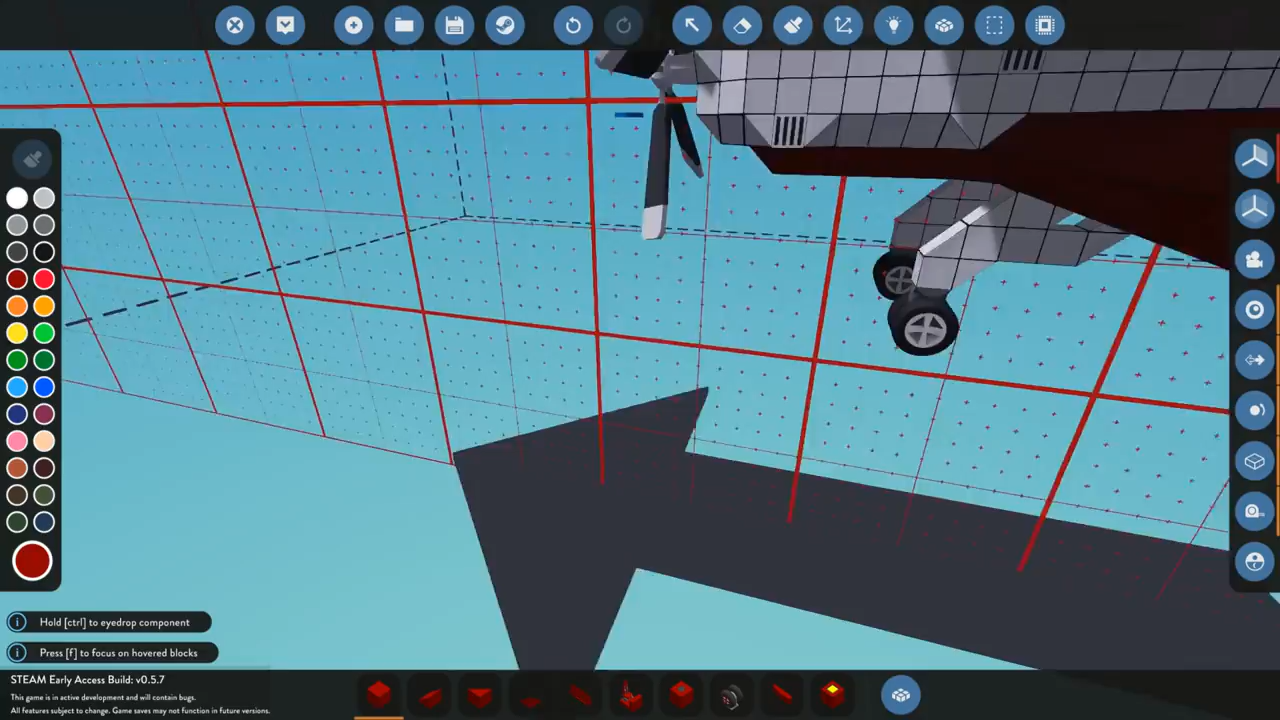 Hold [ctrl] to eyedrop component
Press [f] to focus on hovered blocks
STEAM Early Access Build: v0.5.7
This game is in active development and will contain bugs.
All features subject to change. Game saves may not function in future versions.